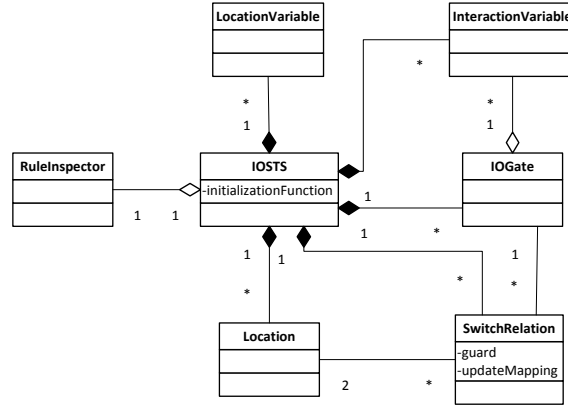 LocationVariable
InteractionVariable
*
*
*
1
1
RuleInspector
IOSTS
-initializationFunction
IOGate
1
1
1
1
*
1
1
1
*
*
*
Location
SwitchRelation
-guard
-updateMapping
2
*